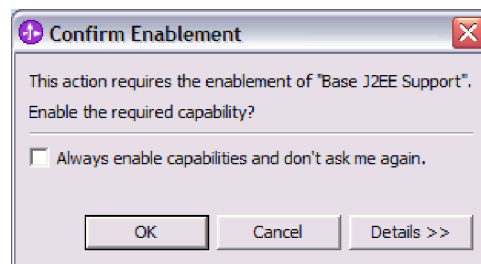 Confirm Enablement
This action requires the enablement of "Base J2EE Support".
Enable the required capability?
Always enable capabilities and don't ask me again.
OK Cancel Details >>